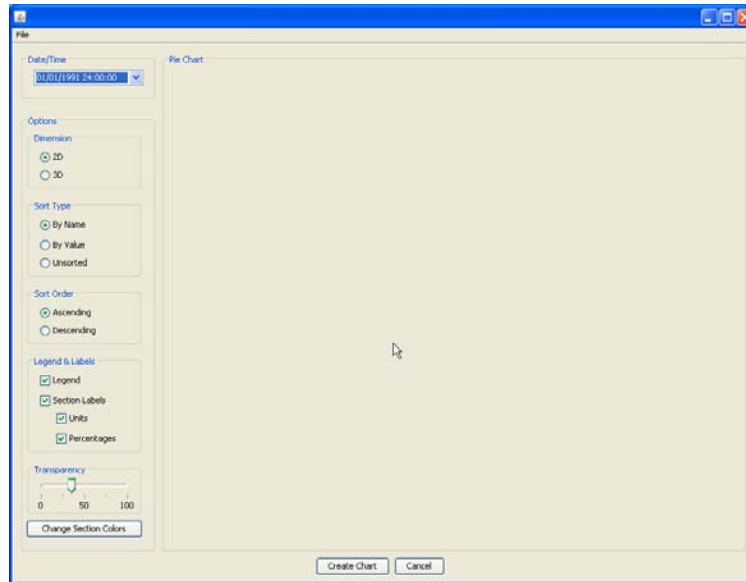 File
Date/Time
Pie Chart
01/01/1991 24:00:00
Options
Dimension
2D
3D
Sort Type
By Name
By Value
Unsorted
Sort Order
Ascending
Descending
Legend & Labels
Legend
Section Labels
Units
Percentages
Transparency
0 50 100
Change Section Colors
Create Chart Cancel